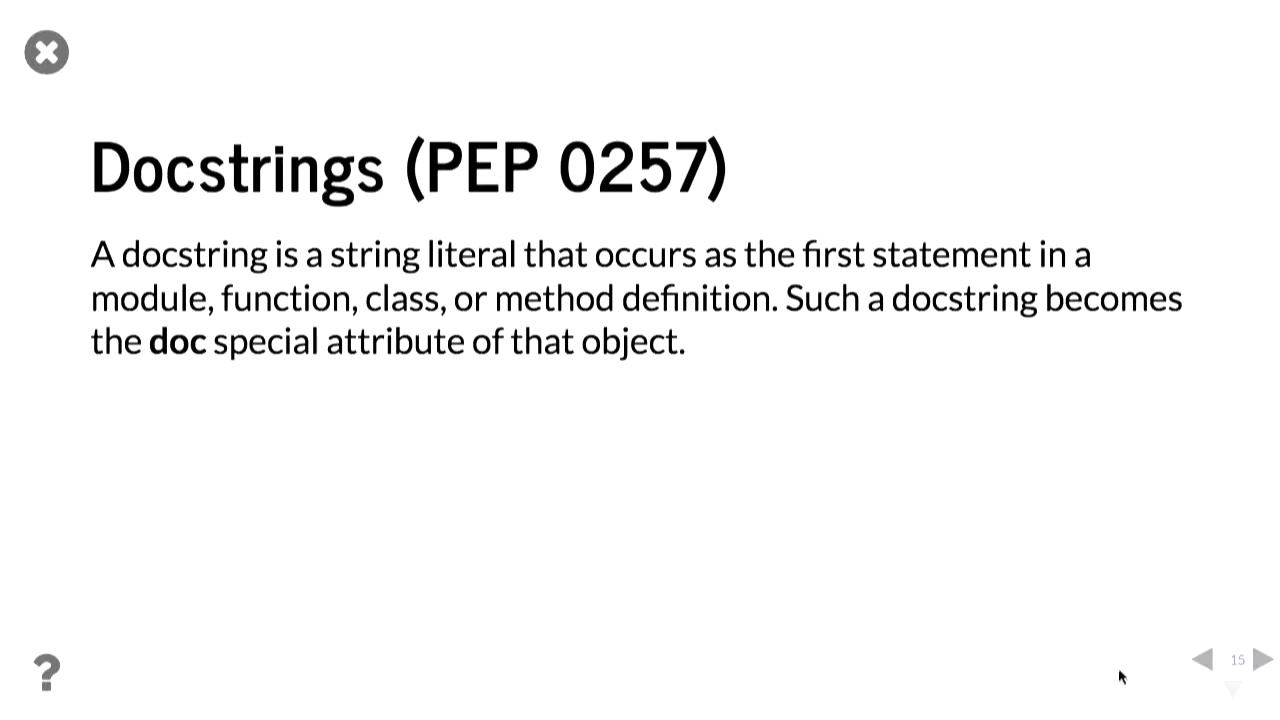 Docstrings (PEP 0257)
A docstring is a string literal that occurs as the first statement in a
module, function, class, or method definition. Such a docstring becomes
the doc special attribute of that object.
?
15